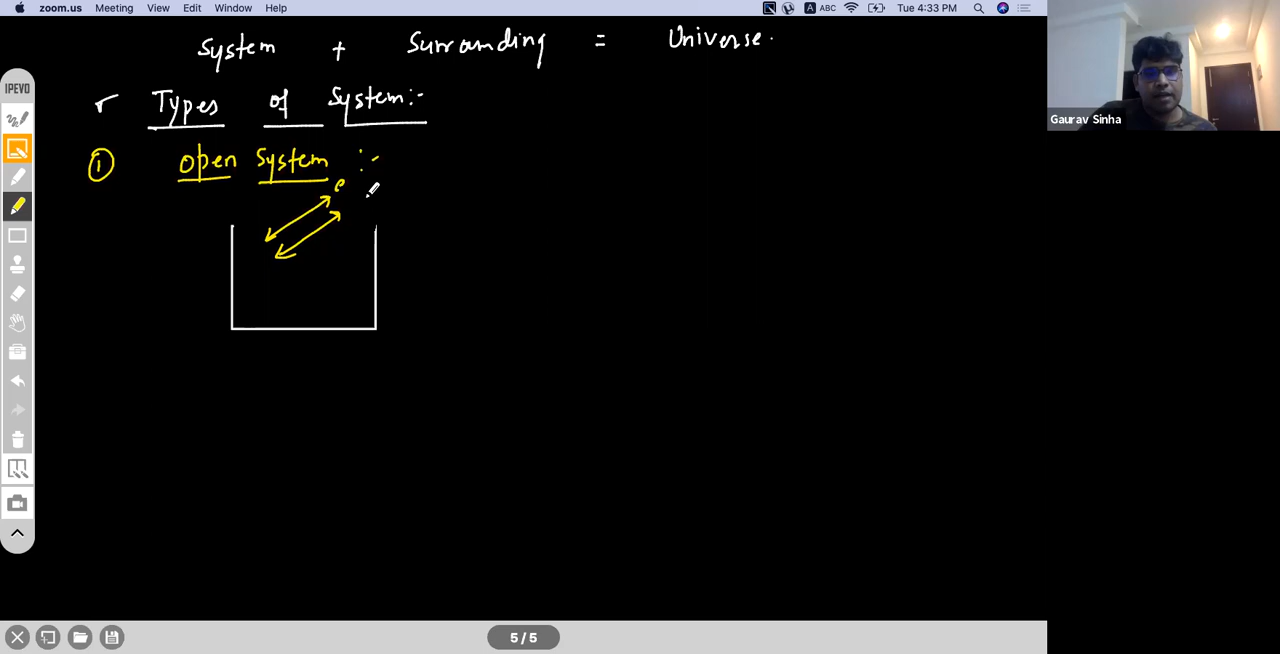 zoom.us Meeting View Edit Window Help
A ABC Tue 4:33 PM
System + Surrounding = Universe.
IPEVO
Types of System:-
Gaurav Sinha
① open System :-
e
5 / 5